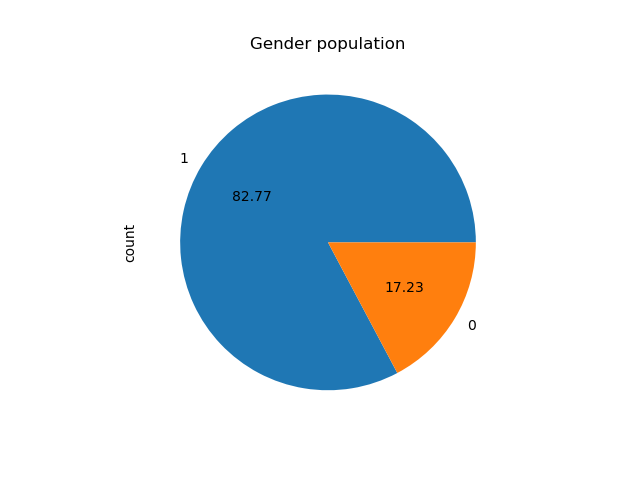 Gender population
1
82.77
count
17.23
0